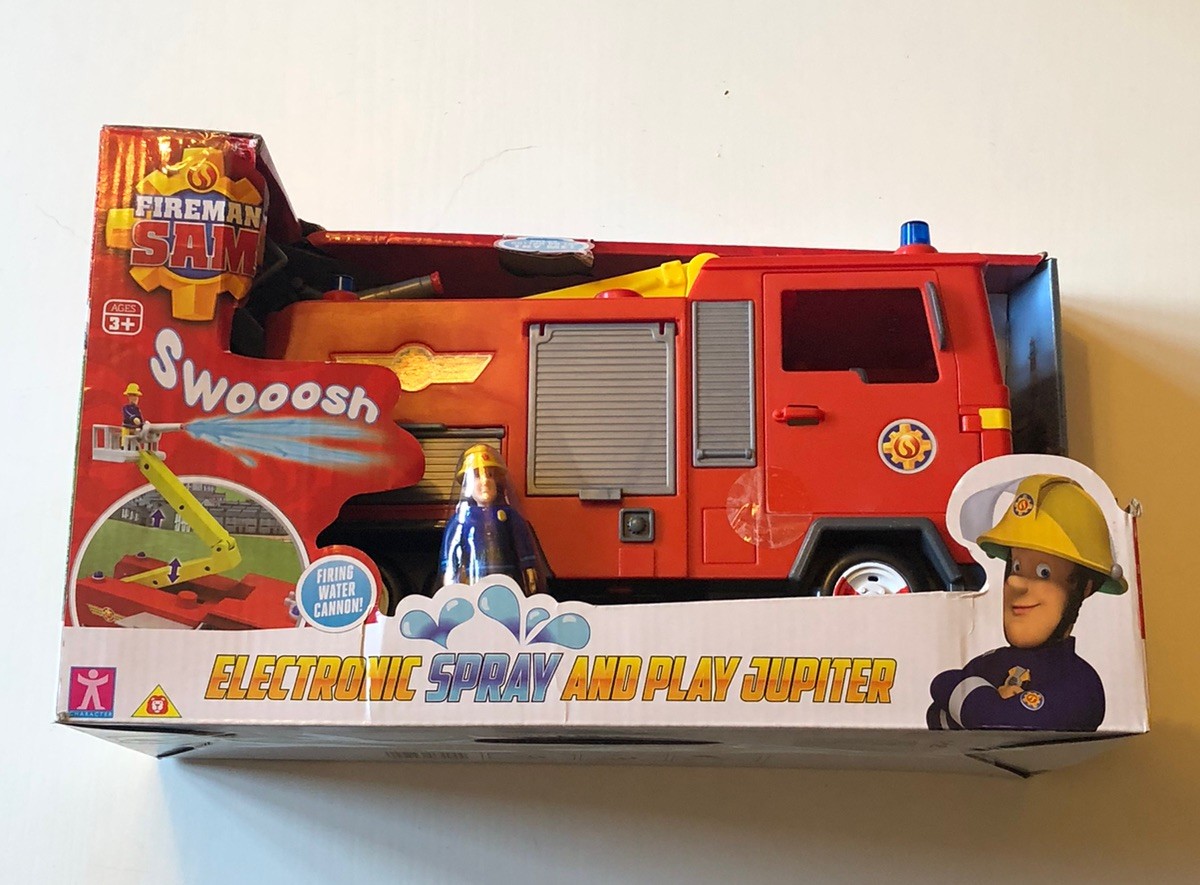 FIREMAN
SAM
AGES
3+
Swooosh
FIRING
WATER
CANNON!
ELECTRONIC SPRAY AND PLAY JUPITER
CHARACTER